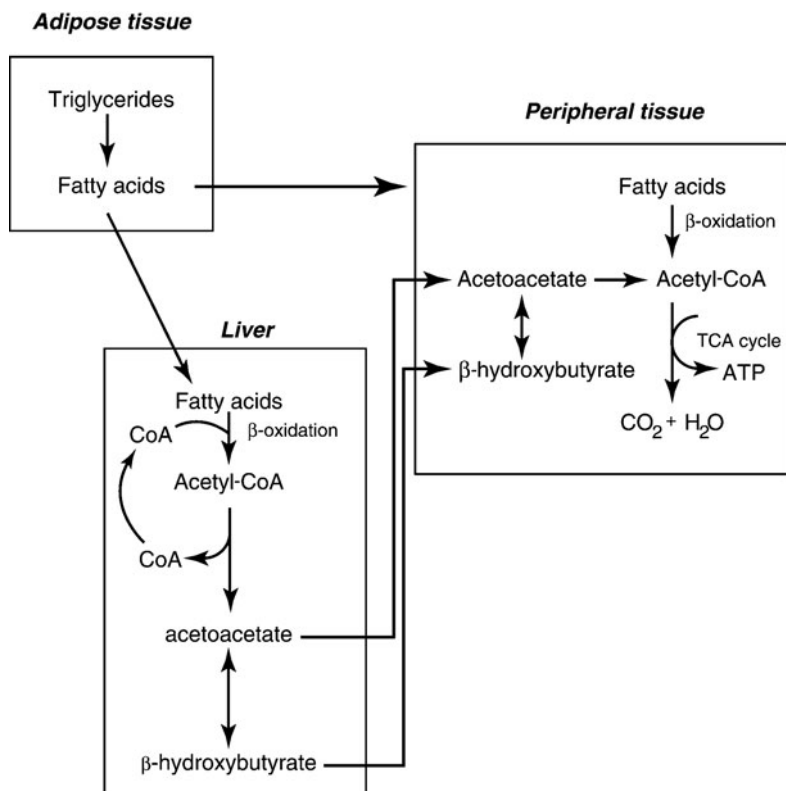 Adipose tissue
Triglycerides
Fatty acids
Peripheral tissue
Fatty acids
β-oxidation
Acetoacetate
Acetyl-CoA
TCA cycle
β-hydroxybutyrate
ATP
CO₂ + H₂O
Liver
Fatty acids
CoA
β-oxidation
Acetyl-CoA
CoA
acetoacetate
β-hydroxybutyrate